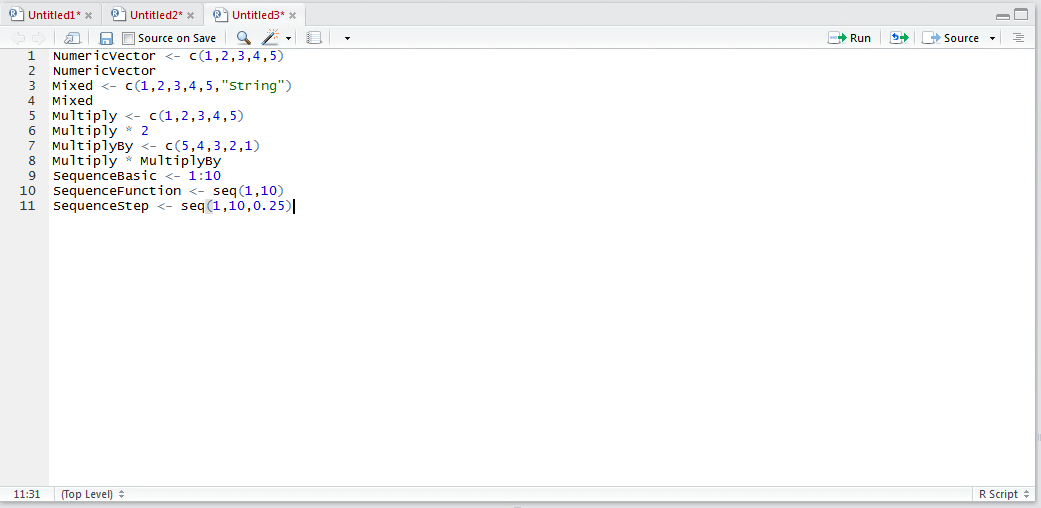 Untitled1* Untitled2* Untitled3*
Source on Save Run Source
1 NumericVector <- c(1,2,3,4,5)
2 NumericVector
3 Mixed <- c(1,2,3,4,5,"String")
4 Mixed
5 Multiply <- c(1,2,3,4,5)
6 Multiply * 2
7 MultiplyBy <- c(5,4,3,2,1)
8 Multiply * MultiplyBy
9 SequenceBasic <- 1:10
10 SequenceFunction <- seq(1,10)
11 SequenceStep <- seq(1,10,0.25)
11:31 (Top Level) R Script